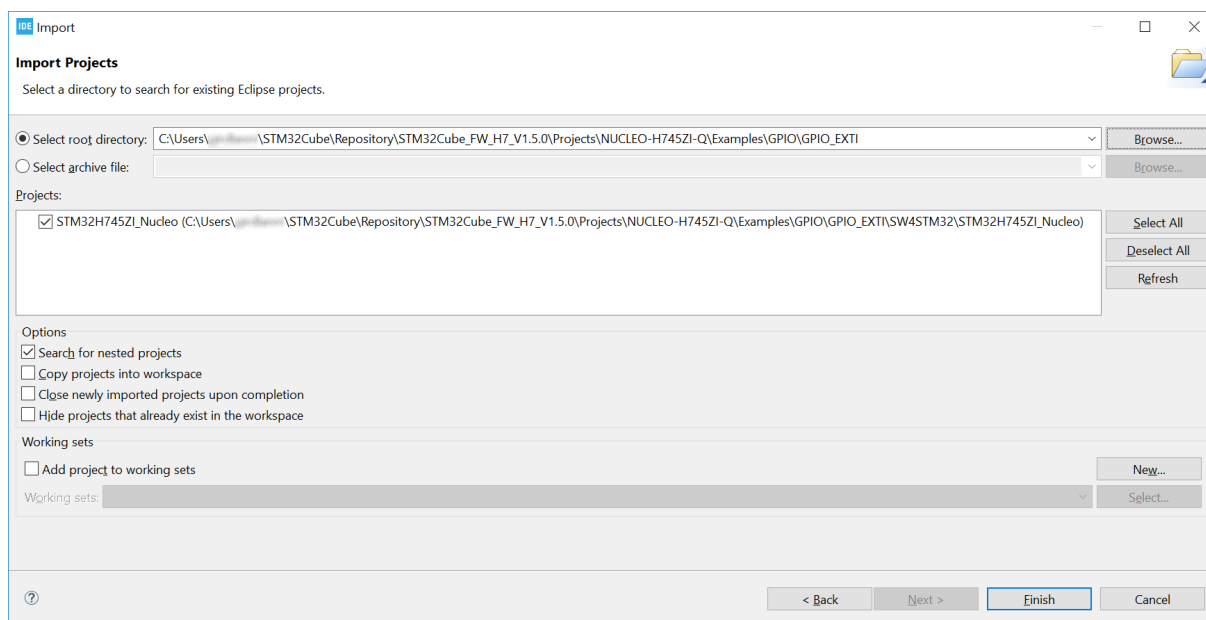 IDE Import
Import Projects
Select a directory to search for existing Eclipse projects.
Select root directory: C:\Users\ \STM32Cube\Repository\STM32Cube_FW_H7_V1.5.0\Projects\NUCLEO-H745ZI-Q\Examples\GPIO\GPIO_EXTI Browse...
Select archive file: Browse...
Projects:
STM32H745ZI_Nucleo (C:\Users\ \STM32Cube\Repository\STM32Cube_FW_H7_V1.5.0\Projects\NUCLEO-H745ZI-Q\Examples\GPIO\GPIO_EXTI\SW4STM32\STM32H745ZI_Nucleo) Select All
Deselect All
Refresh
Options
Search for nested projects
Copy projects into workspace
Close newly imported projects upon completion
Hide projects that already exist in the workspace
Working sets
Add project to working sets New...
Working sets: Select...
? < Back Next > Finish Cancel